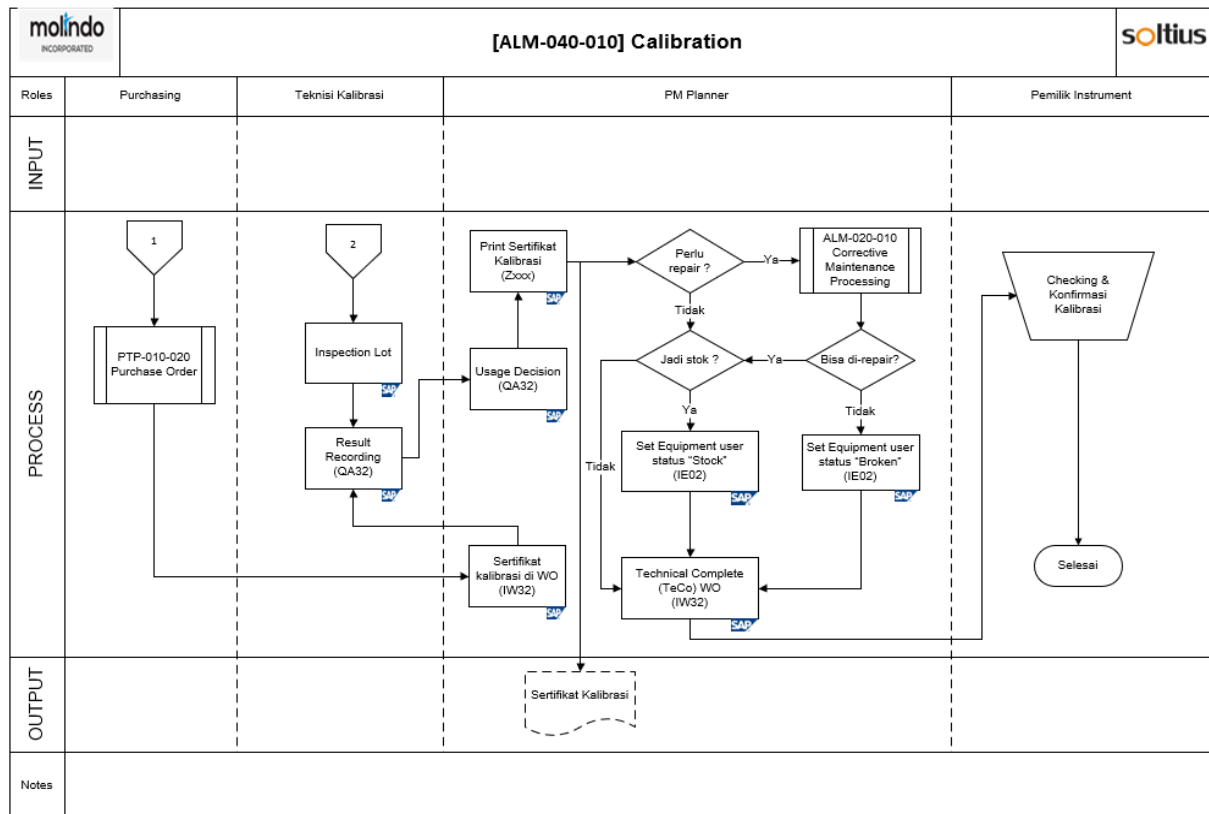 molindo
INCORPORATED
[ALM-040-010] Calibration
soltius
Roles
Purchasing
Teknisi Kalibrasi
PM Planner
Pemilik Instrument
INPUT
PROCESS
1
PTP-010-020
Purchase Order
2
Inspection Lot
SAP
Result
Recording
(QA32)
SAP
Print Sertifikat
Kalibrasi
(Zxxx)
SAP
Usage Decision
(QA32)
SAP
Sertifikat
kalibrasi di WO
(IW32)
SAP
Perlu
repair ?
Ya
Tidak
ALM-020-010
Corrective
Maintenance
Processing
Jadi stok ?
Ya
Bisa di-repair?
Ya
Tidak
Tidak
Set Equipment user
status "Stock"
(IE02)
SAP
Set Equipment user
status "Broken"
(IE02)
SAP
Technical Complete
(TeCo) WO
(IW32)
SAP
Checking &
Konfirmasi
Kalibrasi
Selesai
OUTPUT
Sertifikat Kalibrasi
Notes